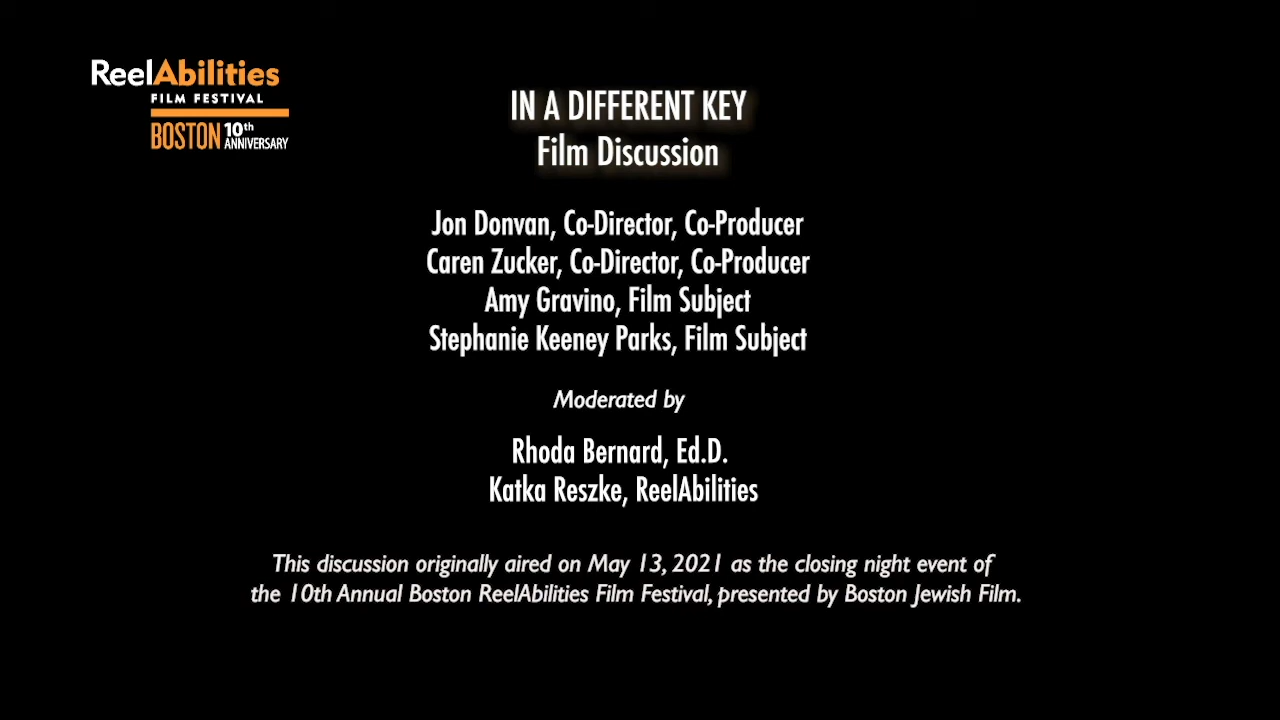 ReelAbilities
FILM FESTIVAL
BOSTON 10th ANNIVERSARY
IN A DIFFERENT KEY
Film Discussion
Jon Donvan, Co-Director, Co-Producer
Caren Zucker, Co-Director, Co-Producer
Amy Gravino, Film Subject
Stephanie Keeney Parks, Film Subject
Moderated by
Rhoda Bernard, Ed.D.
Katka Reszke, ReelAbilities
This discussion originally aired on May 13, 2021 as the closing night event of
the 10th Annual Boston ReelAbilities Film Festival, presented by Boston Jewish Film.